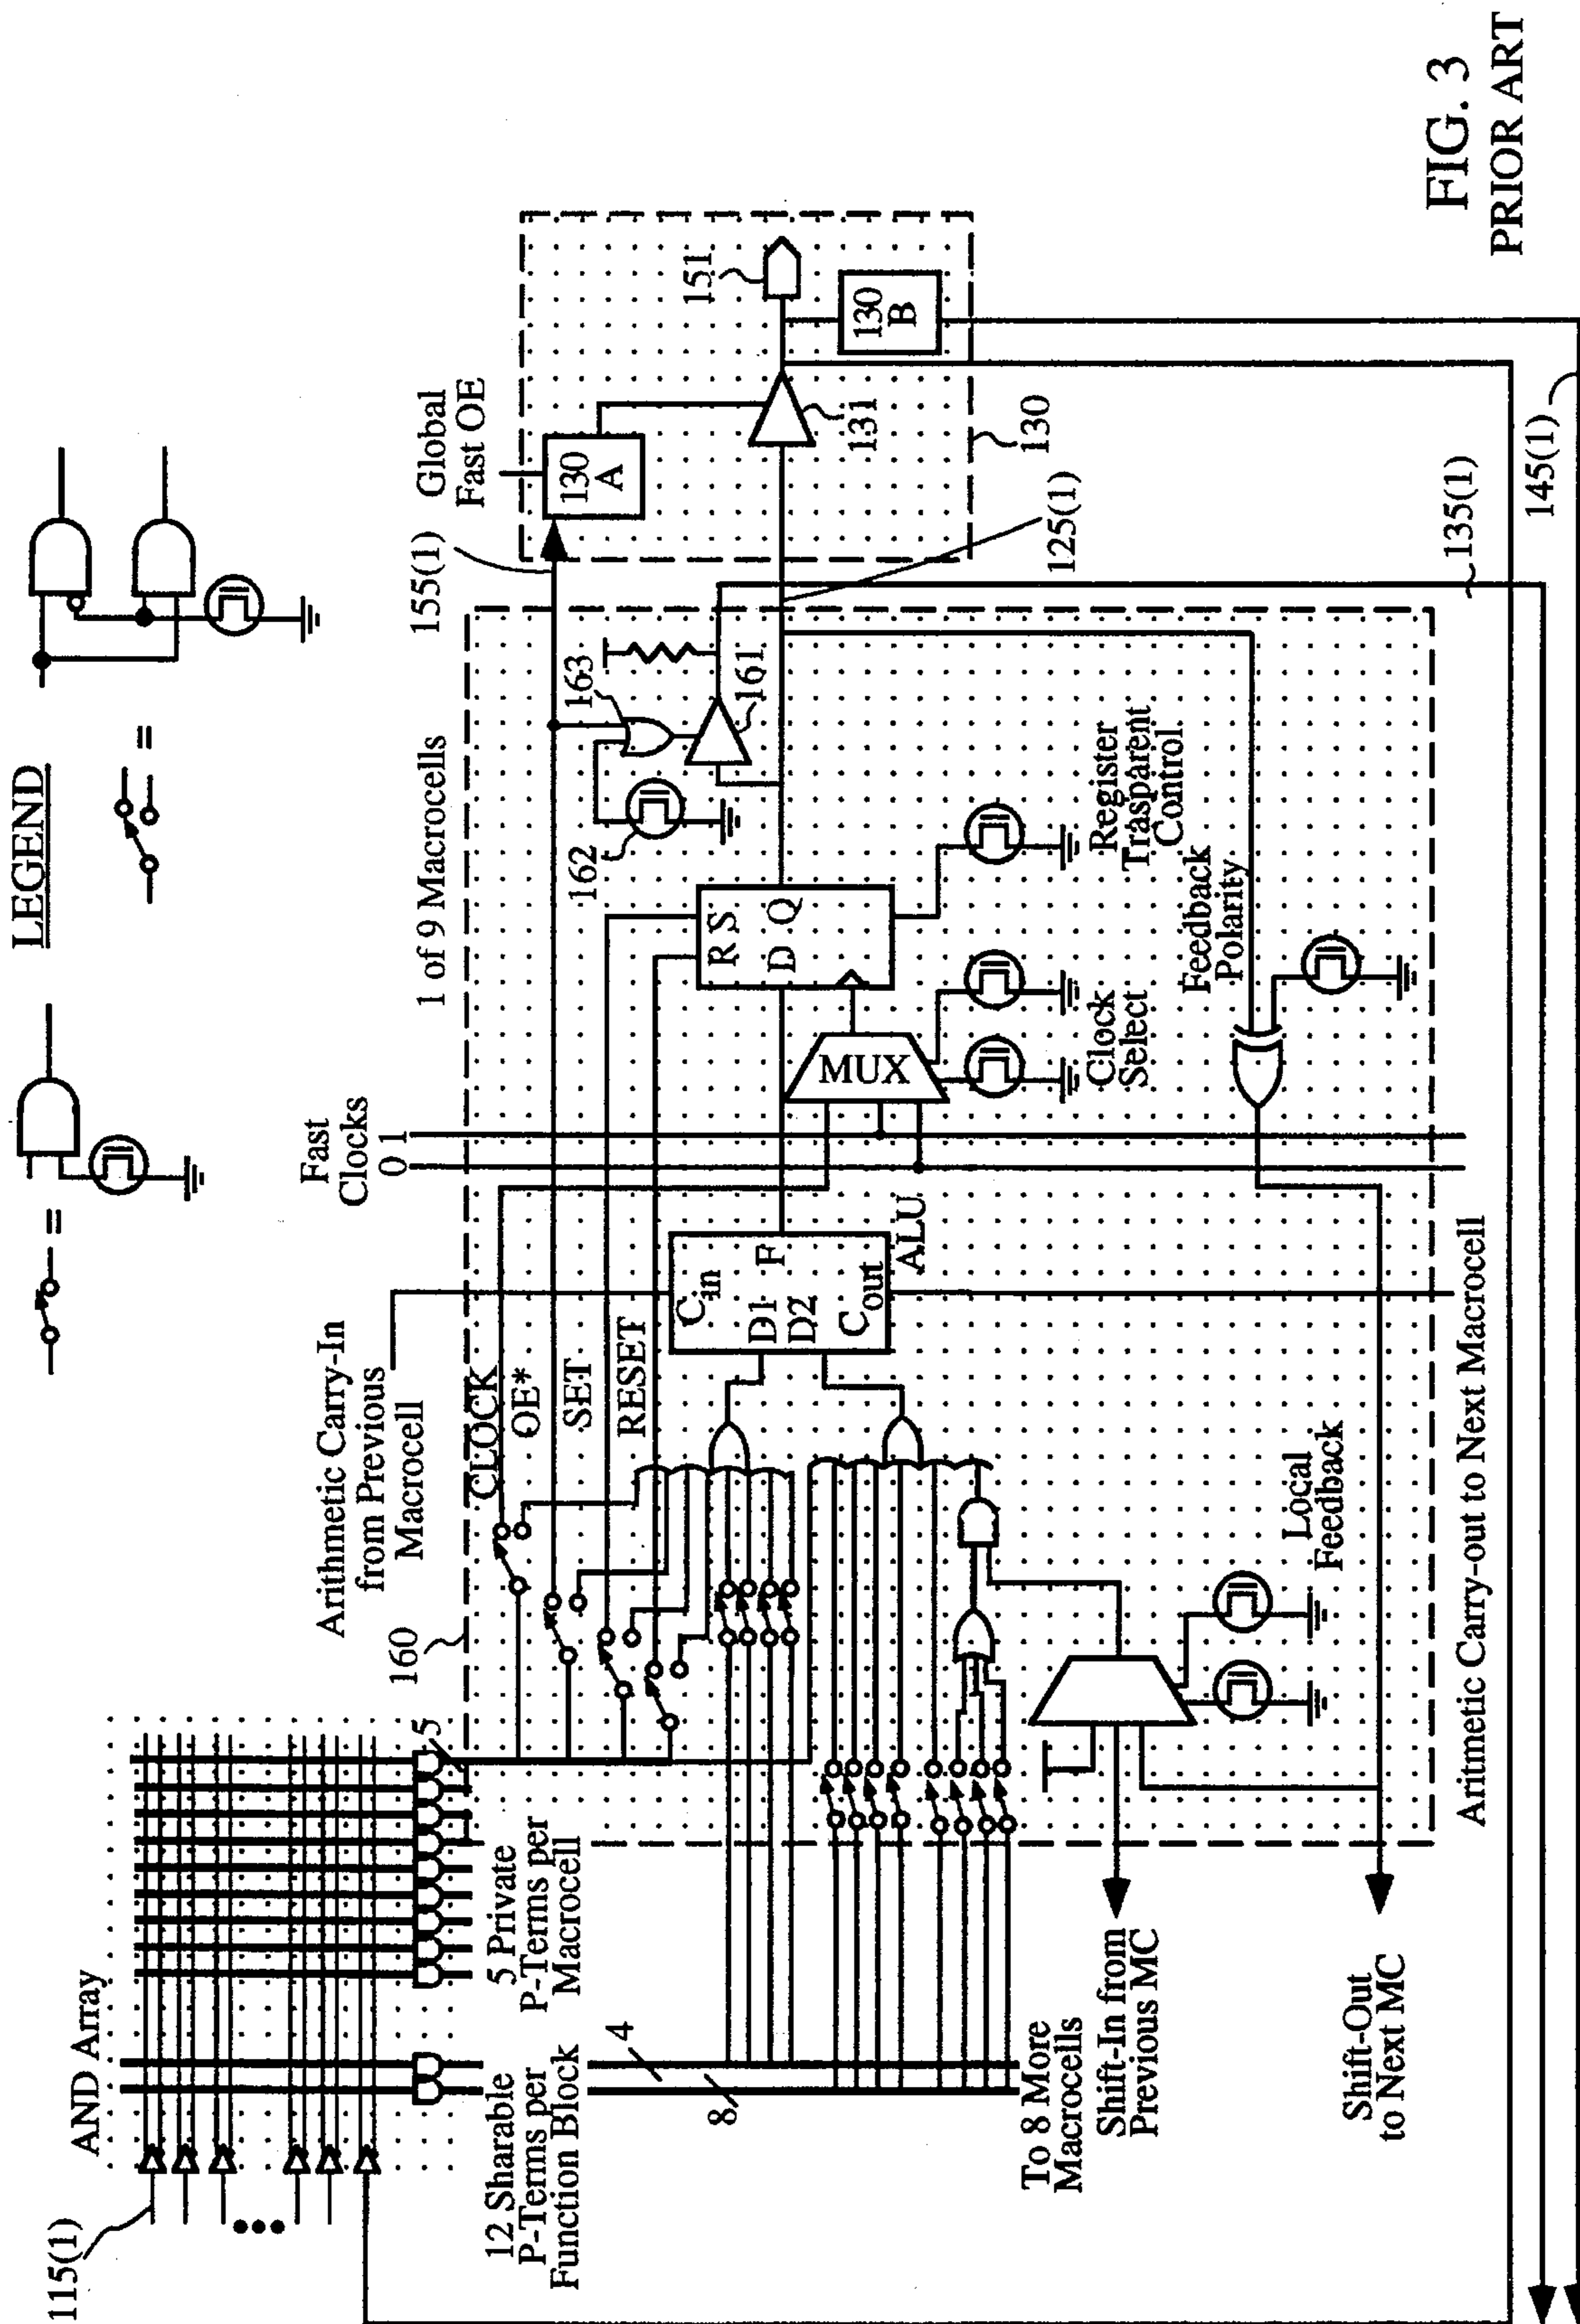 LEGEND
=
=
115(1)
AND Array
12 Sharable
P-Terms per
Function Block
5 Private
P-Terms per
Macrocell
5
4
8
To 8 More
Macrocells
Shift-In from
Previous MC
Shift-Out
to Next MC
160
Arithmetic Carry-In
from Previous
Macrocell
CLOCK
OE*
SET
RESET
Local
Feedback
Cin
D1
D2
F
Cout
ALU
Fast
Clocks
0 1
MUX
Clock
Select
1 of 9 Macrocells
R S
D Q
Register
Trasparent
Control
Feedback
Polarity
162
163
161
155(1)
Global
Fast OE
130
A
131
151
130
B
130
125(1)
135(1)
145(1)
Aritmetic Carry-out to Next Macrocell
FIG. 3
PRIOR ART